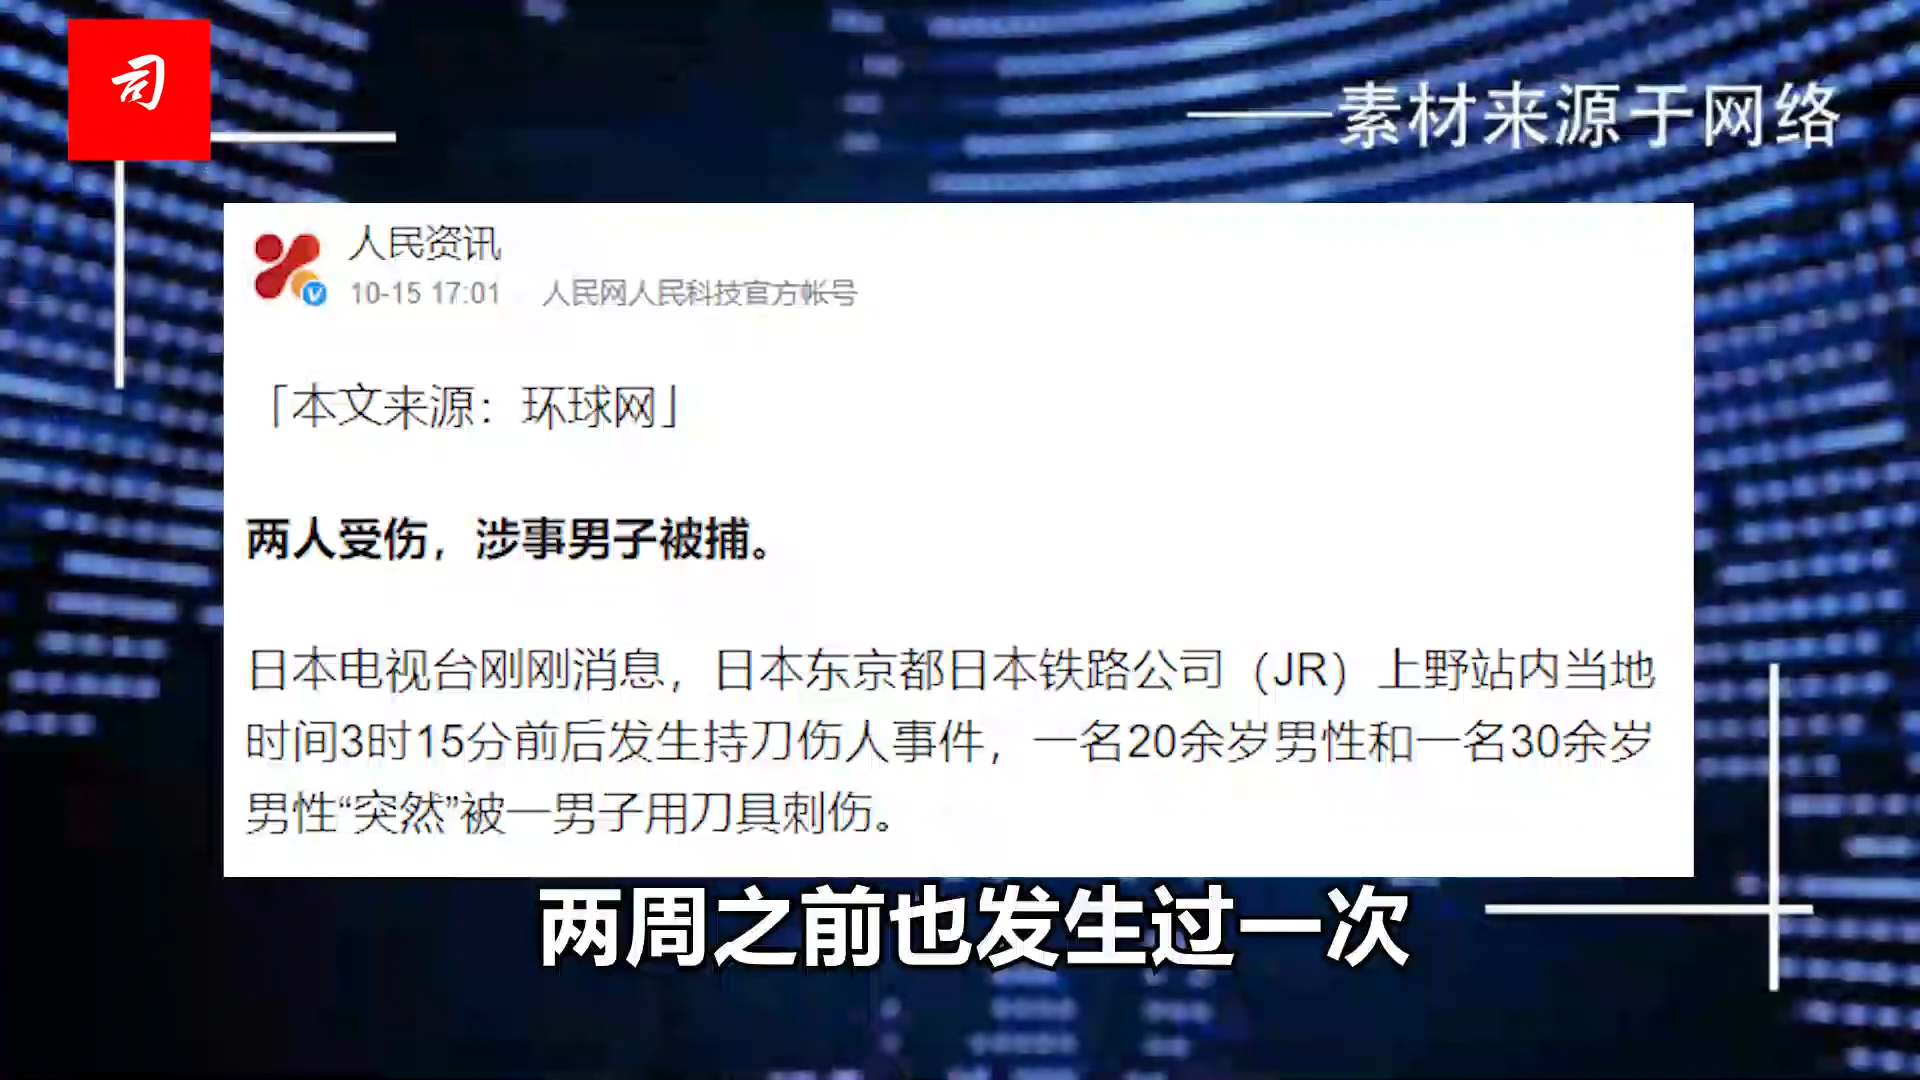 司
——素材来源于网络
人民资讯
10-15 17:01 人民网人民科技官方帐号
「本文来源：环球网」
两人受伤，涉事男子被捕。
日本电视台刚刚消息，日本东京都日本铁路公司（JR）上野站内当地
时间3时15分前后发生持刀伤人事件，一名20余岁男性和一名30余岁
男性“突然”被一男子用刀具刺伤。
两周之前也发生过一次